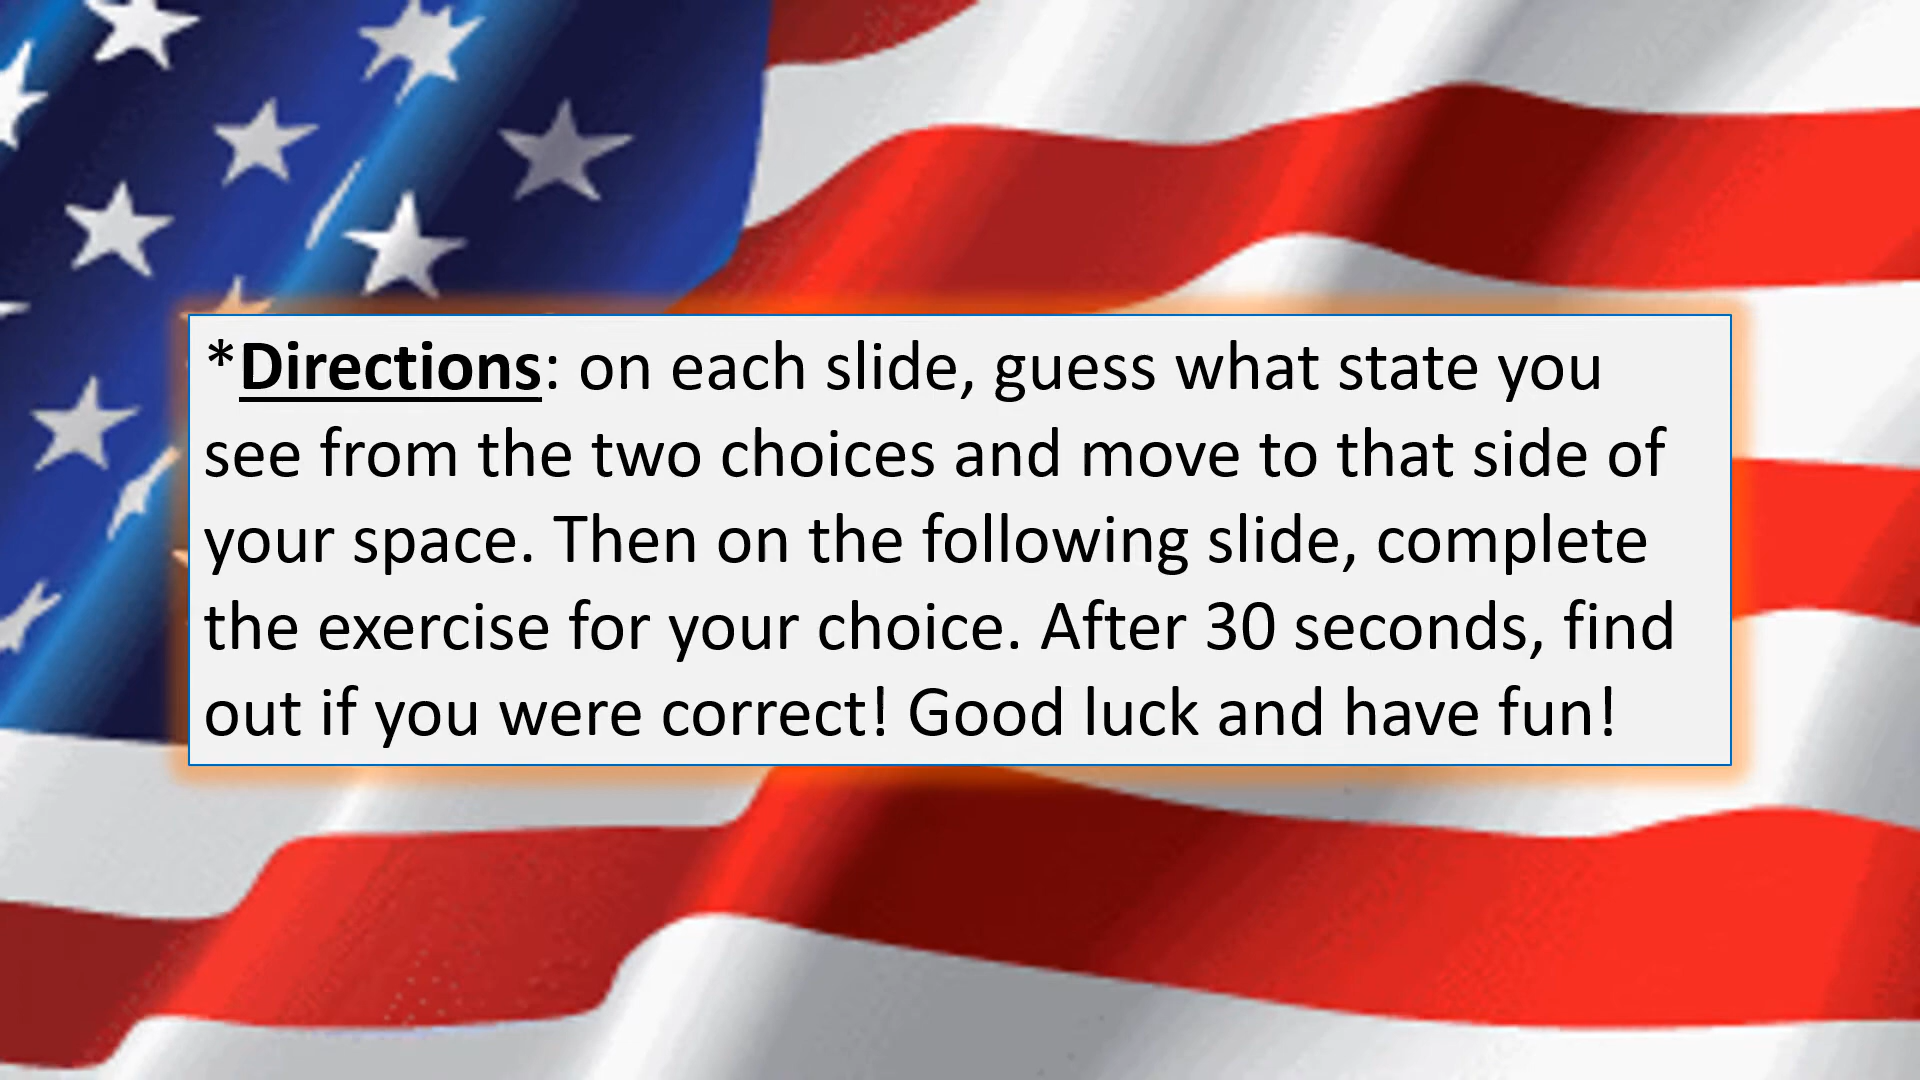 *Directions: on each slide, guess what state you
see from the two choices and move to that side of
your space. Then on the following slide, complete
the exercise for your choice. After 30 seconds, find
out if you were correct! Good luck and have fun!